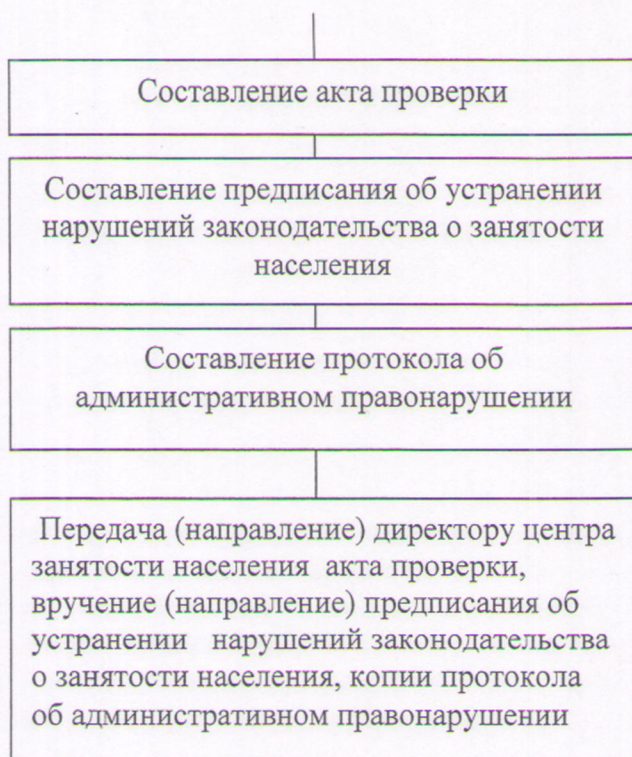 Составление акта проверки
Составление предписания об устранении
нарушений законодательства о занятости
населения
Составление протокола об
административном правонарушении
Передача (направление) директору центра
занятости населения акта проверки,
вручение (направление) предписания об
устранении нарушений законодательства
о занятости населения, копии протокола
об административном правонарушении